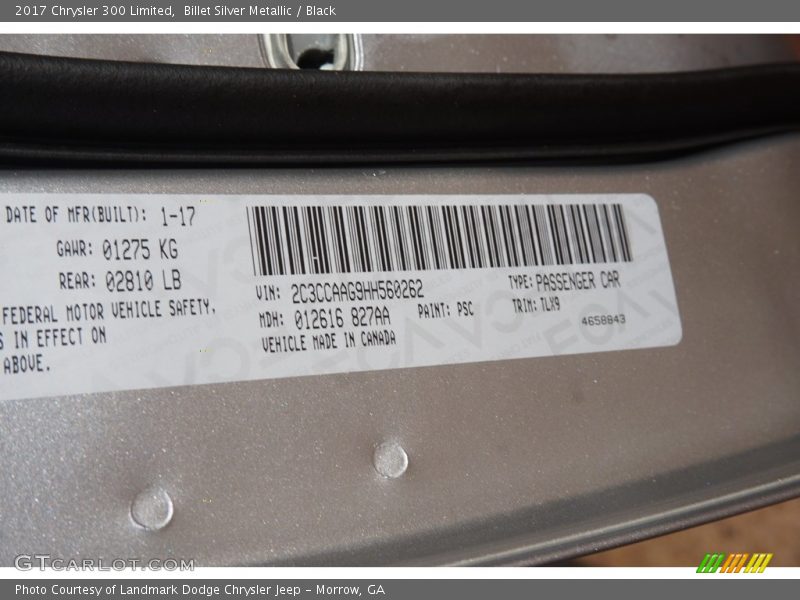 2017 Chrysler 300 Limited, Billet Silver Metallic / Black
DATE OF MFR(BUILT): 1-17
GAWR: 01275 KG
REAR: 02810 LB
FEDERAL MOTOR VEHICLE SAFETY,
S IN EFFECT ON
ABOVE.
VIN: 2C3CCAAG9HH560262
TYPE: PASSENGER CAR
MDH: 012616 827AA
PAINT: PSC
TRIM: TLX9
VEHICLE MADE IN CANADA
4658843
GTCARLOT.COM
Photo Courtesy of Landmark Dodge Chrysler Jeep – Morrow, GA